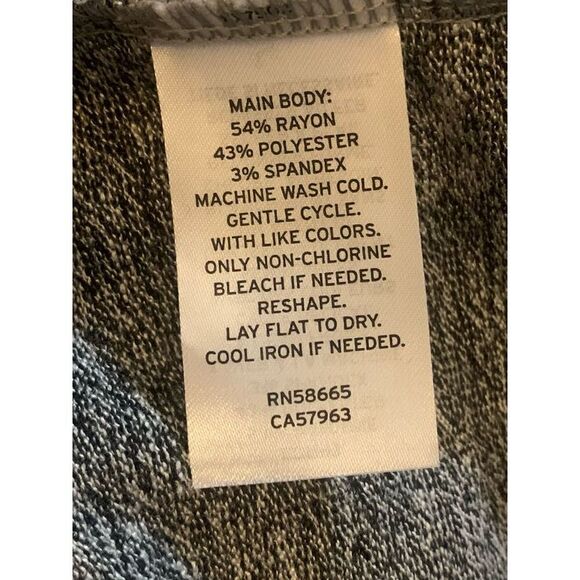 MAIN BODY:
54% RAYON
43% POLYESTER
3% SPANDEX
MACHINE WASH COLD.
GENTLE CYCLE.
WITH LIKE COLORS.
ONLY NON-CHLORINE
BLEACH IF NEEDED.
RESHAPE.
LAY FLAT TO DRY.
COOL IRON IF NEEDED.
RN58665
CA57963